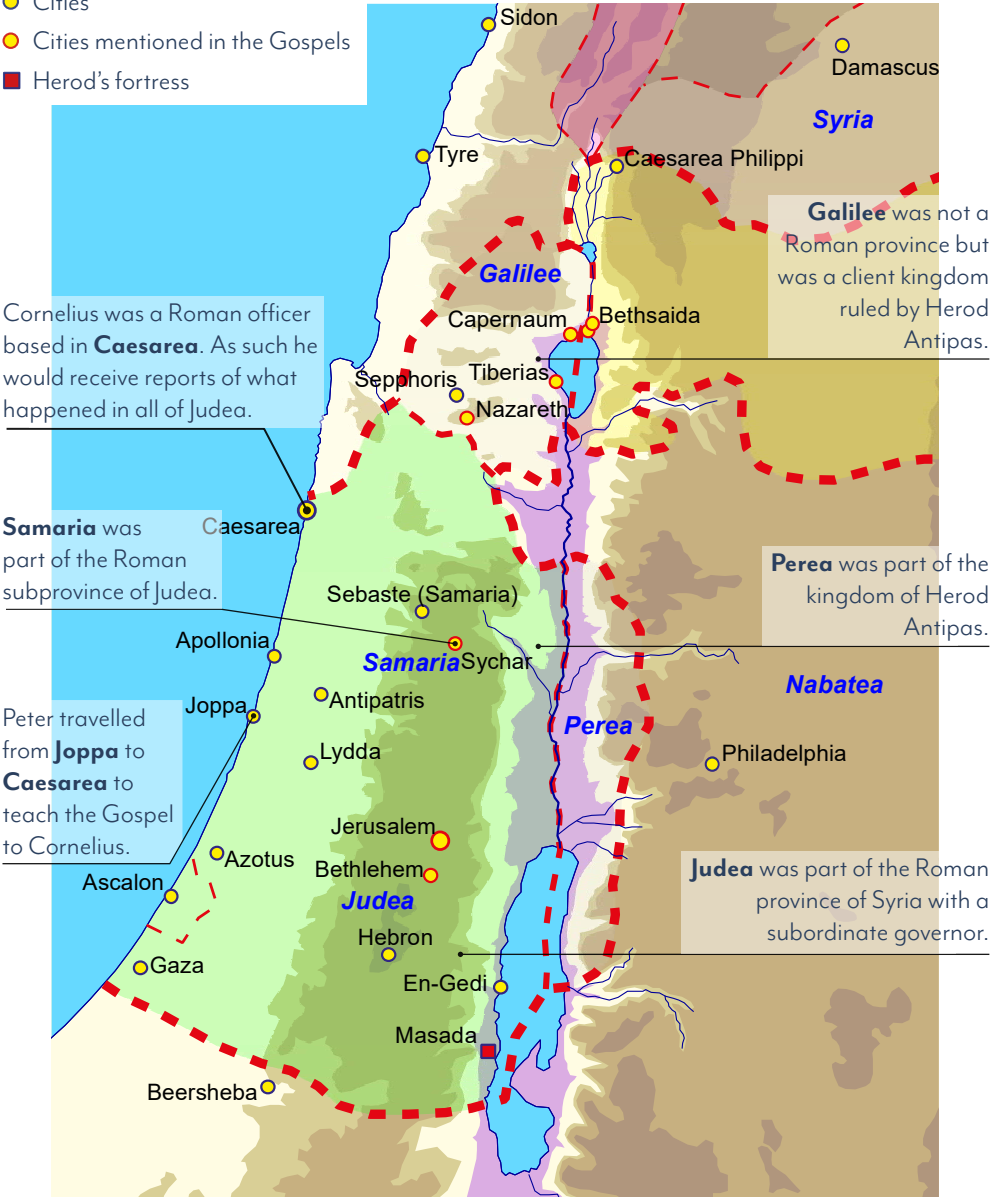 Cities
Cities mentioned in the Gospels
Herod's fortress
Sidon
Damascus
Syria
Tyre
Caesarea Philippi
Galilee was not a
Roman province but
was a client kingdom
ruled by Herod
Antipas.
Galilee
Cornelius was a Roman officer
based in Caesarea. As such he
would receive reports of what
happened in all of Judea.
Capernaum
Bethsaida
Sepphoris
Tiberias
Nazareth
Caesarea
Samaria was
part of the Roman
subprovince of Judea.
Perea was part of the
kingdom of Herod
Antipas.
Sebaste (Samaria)
Apollonia
Samaria
Sychar
Nabatea
Antipatris
Joppa
Peter travelled
from Joppa to
Caesarea to
teach the Gospel
to Cornelius.
Perea
Lydda
Philadelphia
Jerusalem
Azotus
Bethlehem
Ascalon
Judea
Judea was part of the Roman
province of Syria with a
subordinate governor.
Hebron
Gaza
En-Gedi
Masada
Beersheba